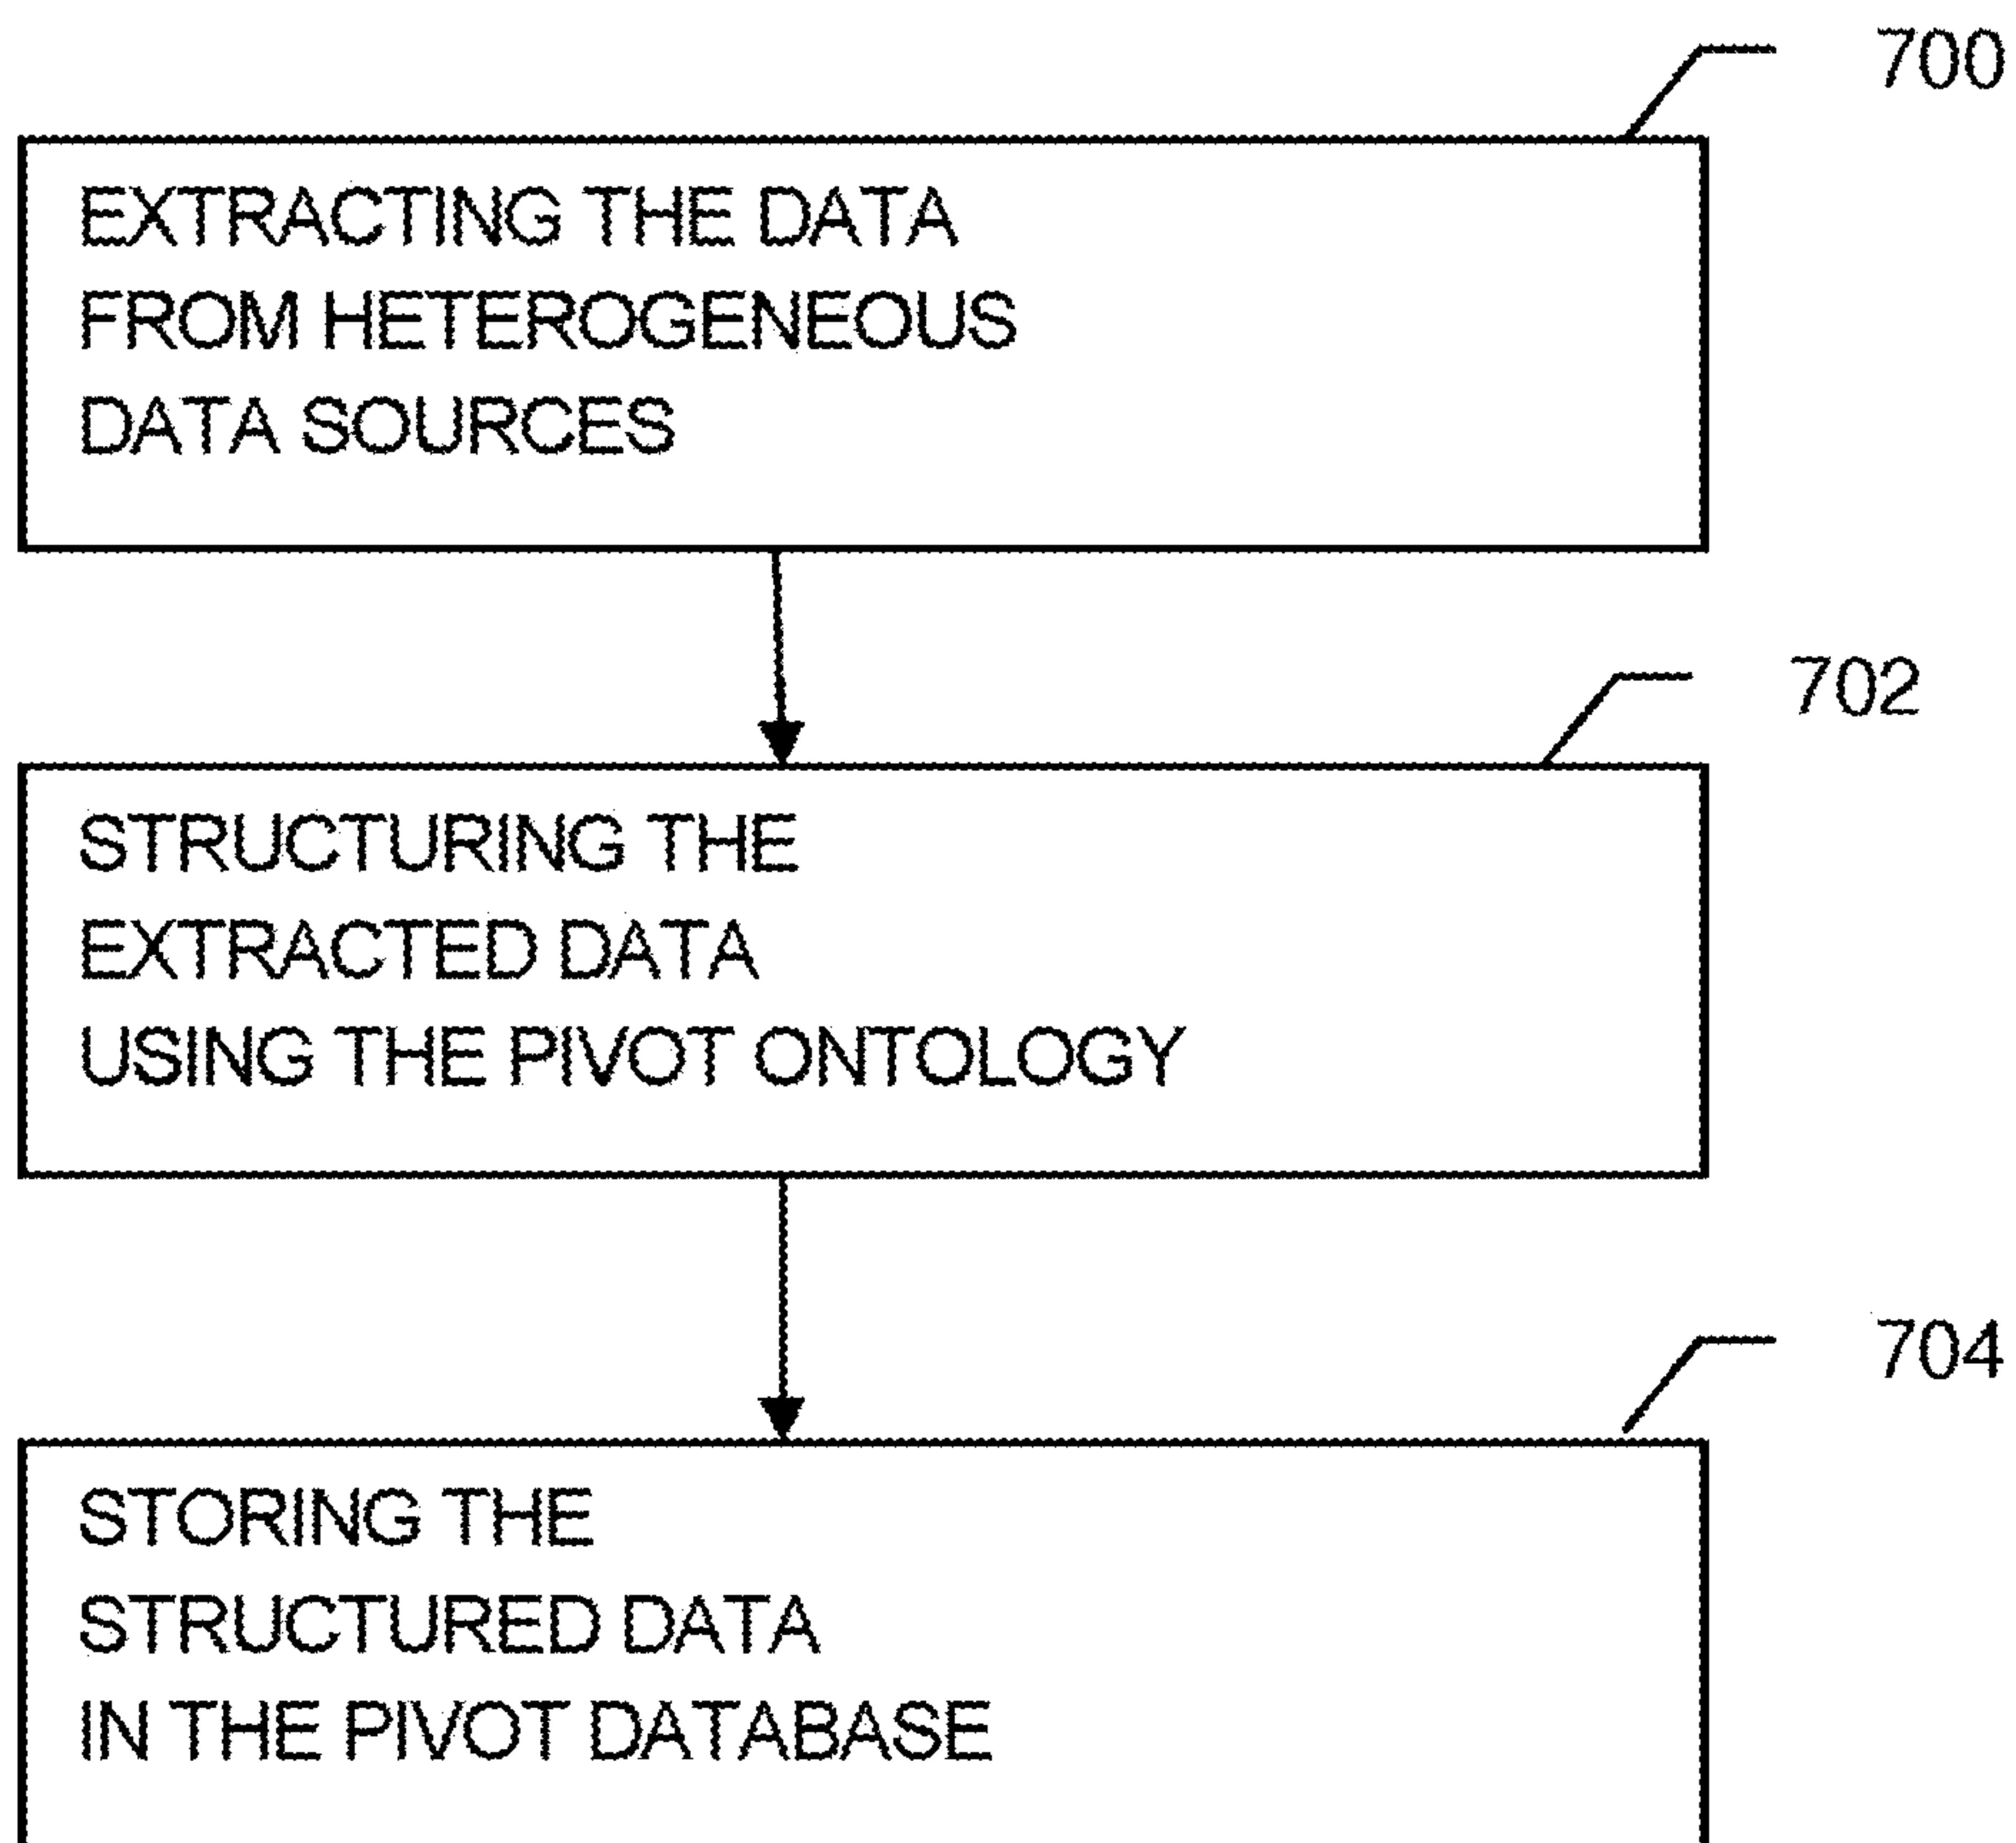 700
EXTRACTING THE DATA
FROM HETEROGENEOUS
DATA SOURCES
702
STRUCTURING THE
EXTRACTED DATA
USING THE PIVOT ONTOLOGY
704
STORING THE
STRUCTURED DATA
IN THE PIVOT DATABASE